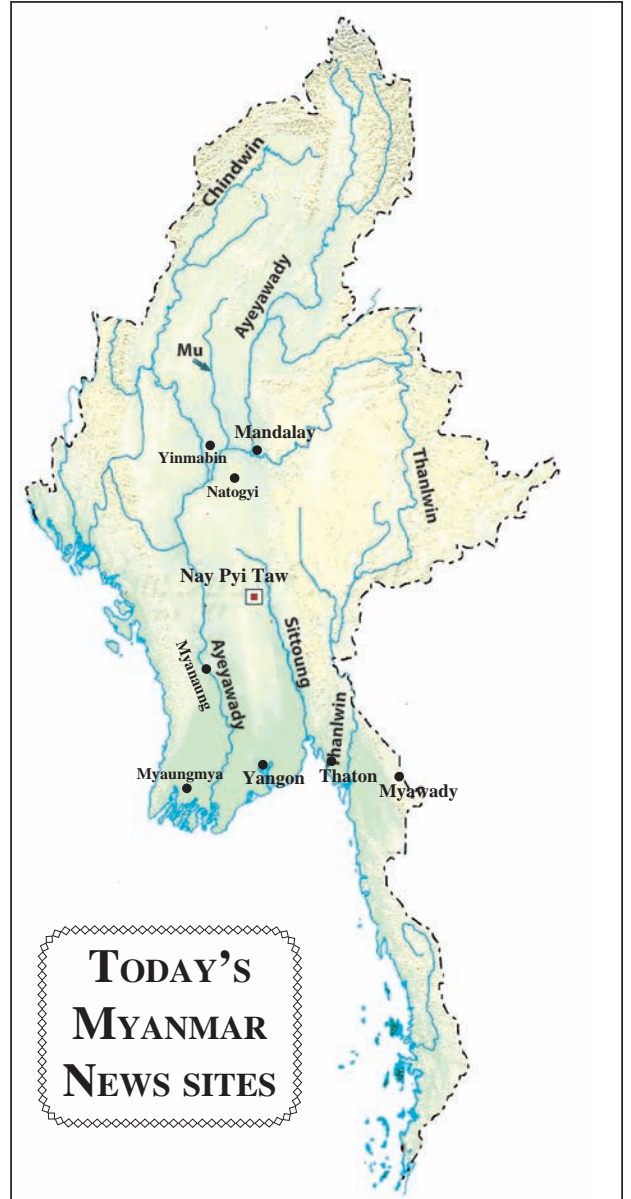 Chindwin
Ayeyawady
Mu
Mandalay
Yinmabin
Natogyi
Thanlwin
Nay Pyi Taw
Sittoung
Myanaung
Ayeyawady
Thanlwin
Myaungmya
Yangon
Thaton
Myawady
TODAY'S
MYANMAR
NEWS SITES